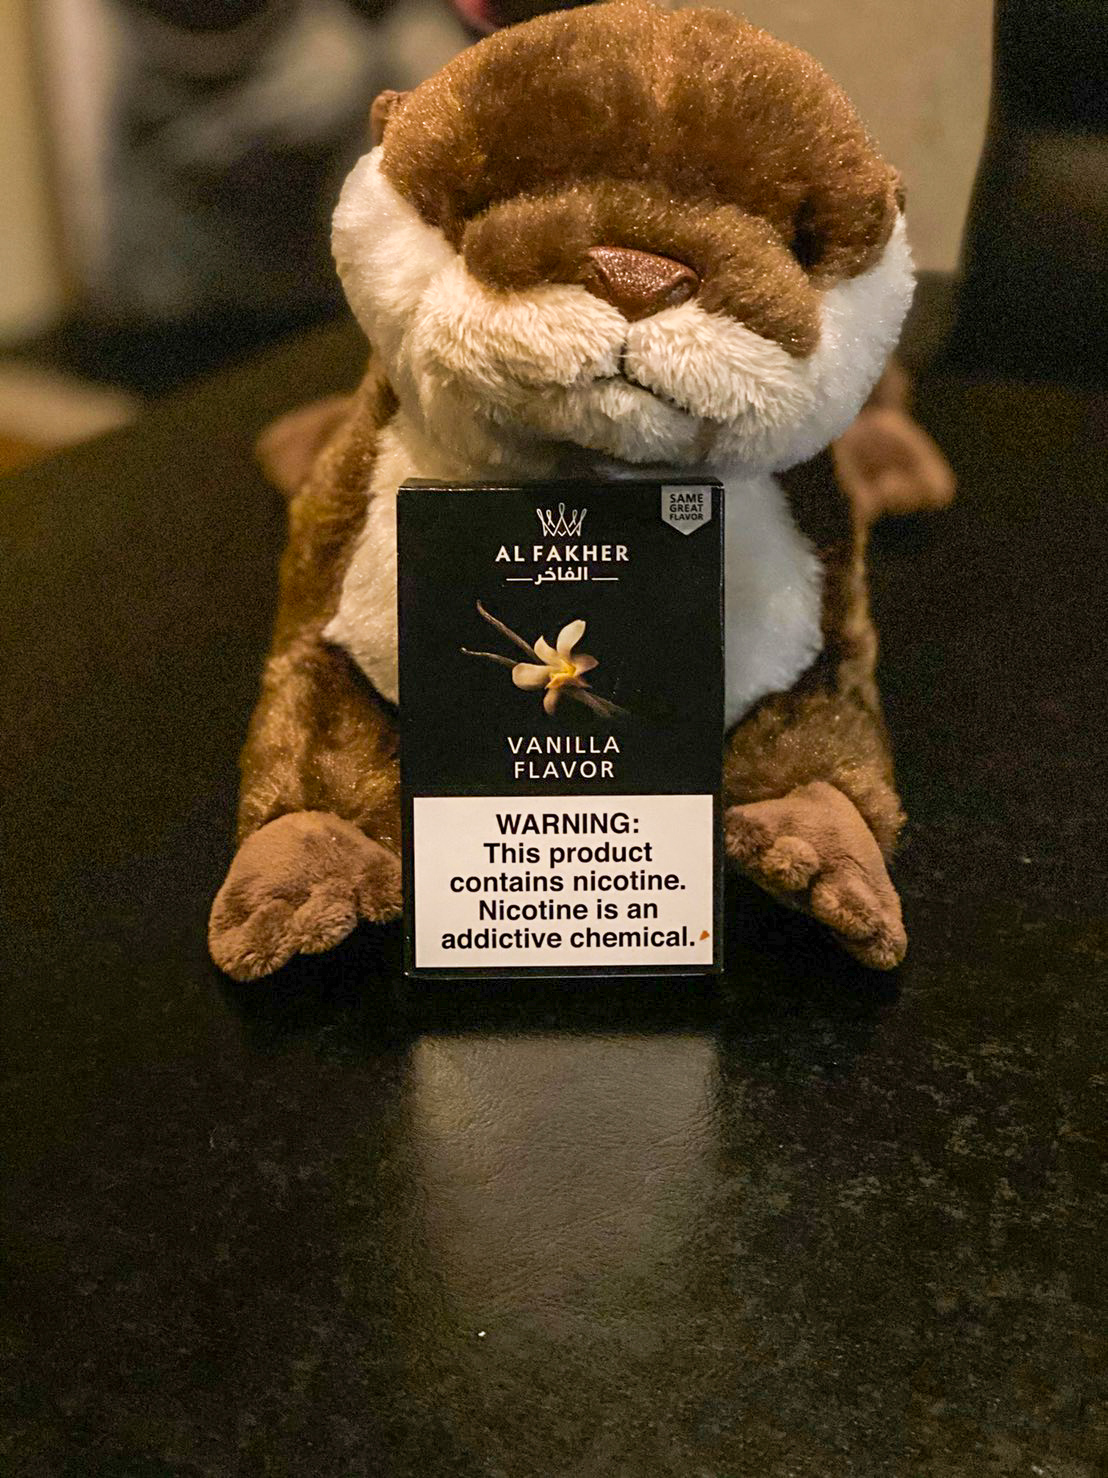 SAME
GREAT
FLAVOR
AL FAKHER
الفاخر
VANILLA
FLAVOR
WARNING:
This product
contains nicotine.
Nicotine is an
addictive chemical.